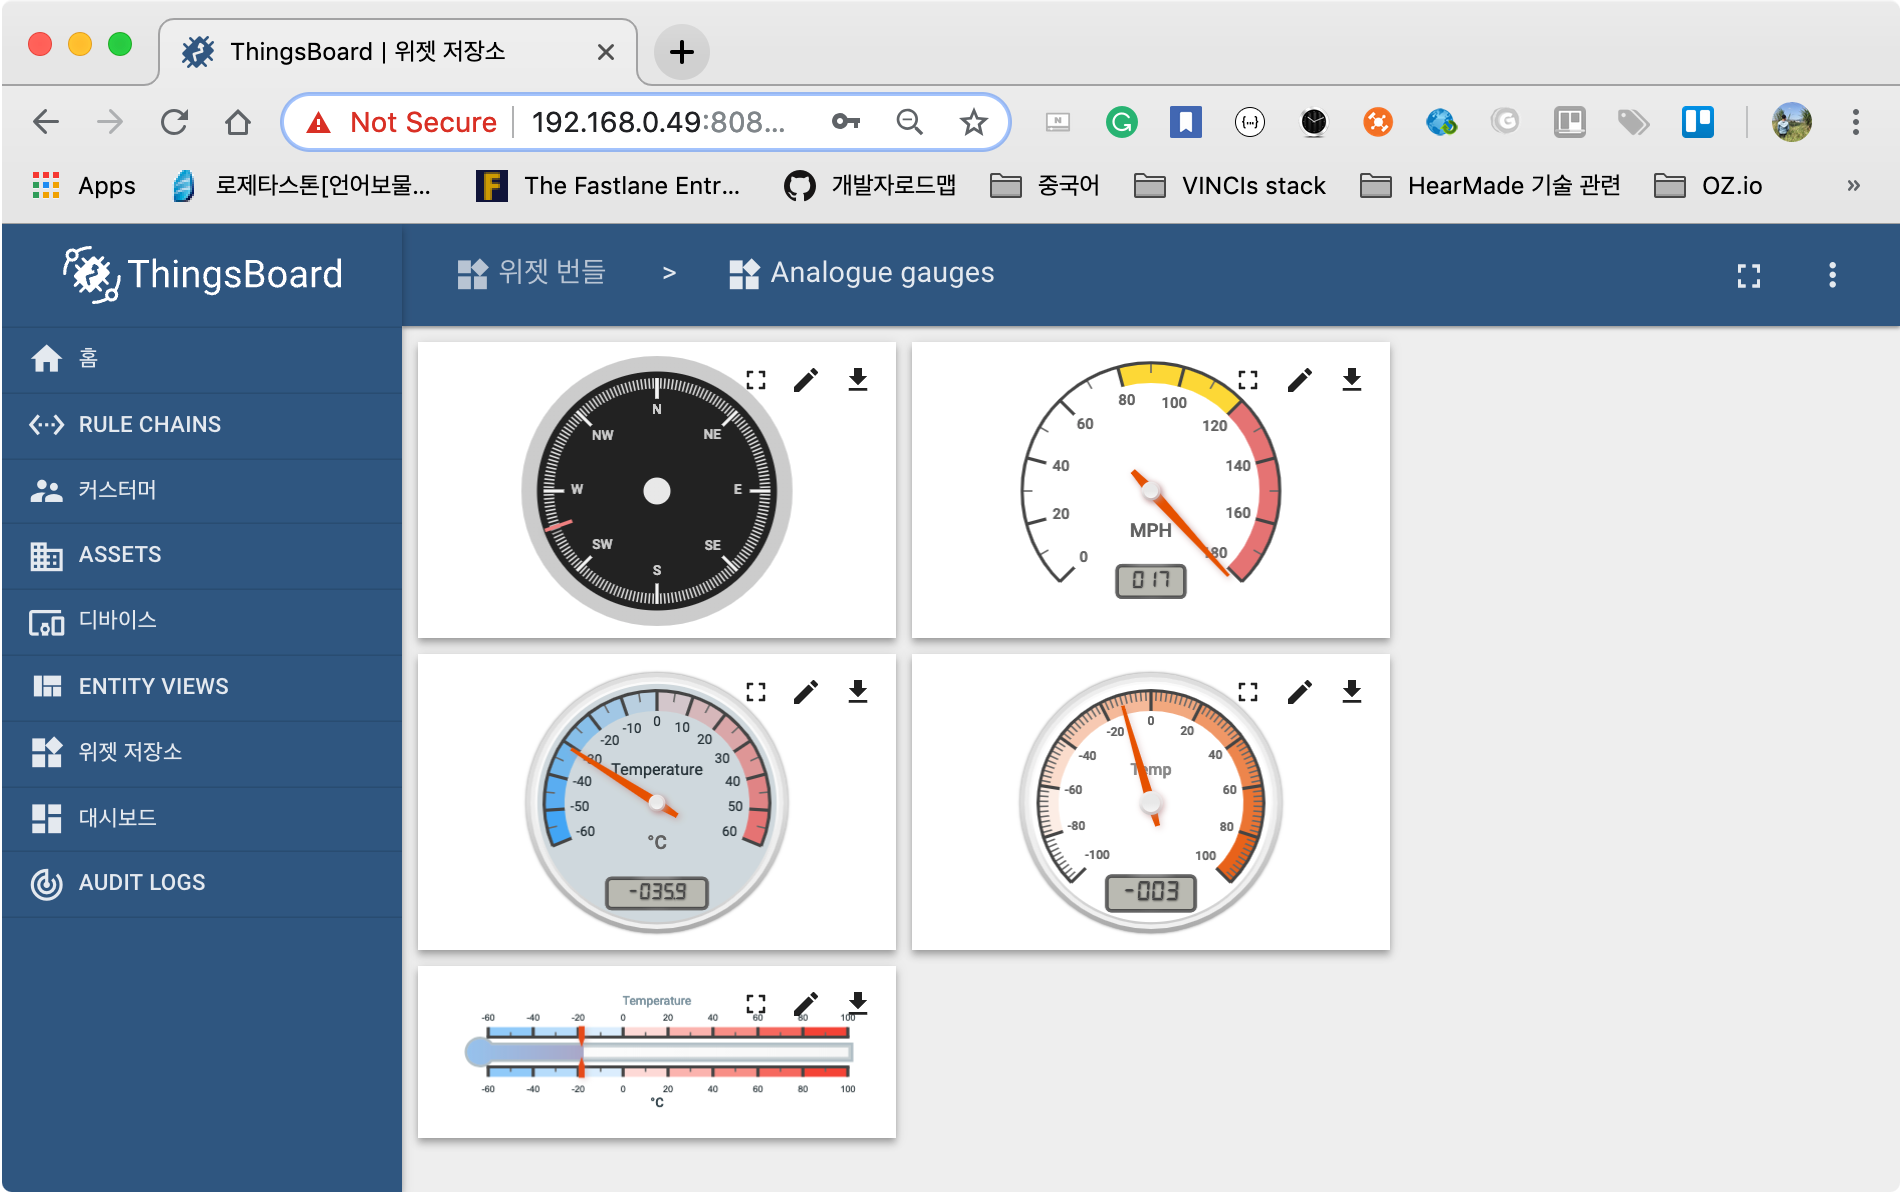 ThingsBoard | 위젯 저장소
Not Secure
192.168.0.49:808...
Apps
로제타스톤[언어보물...
The Fastlane Entr...
개발자로드맵
중국어
VINCIs stack
HearMade 기술 관련
OZ.io
»
ThingsBoard
위젯 번들 > Analogue gauges
홈
RULE CHAINS
커스터머
ASSETS
디바이스
ENTITY VIEWS
위젯 저장소
대시보드
AUDIT LOGS
N
NW NE
W E
SW SE
S
80 100
60 120
40 140
20 160
MPH
0 180
017
0
-10 10
-20 20
-30 30
Temperature
-40 40
-50 50
-60 60
°C
-035.9
0
-20 20
-40 40
Temp
-60 60
-80 80
-100 100
-003
Temperature
-60 -40 -20 0 20 40 60 80 100
-60 -40 -20 0 20 40 60 80 100
°C